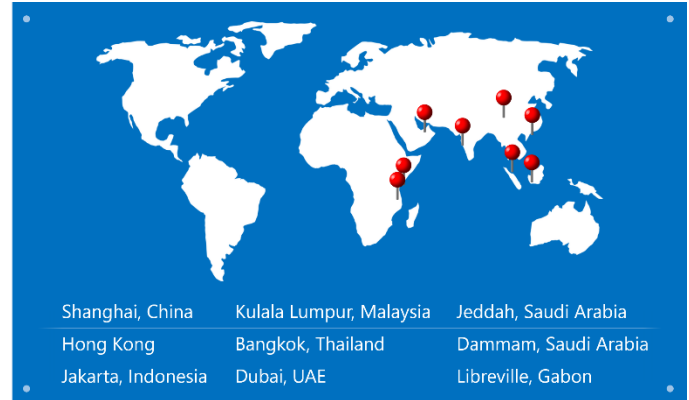 Shanghai, China
Kulala Lumpur, Malaysia
Jeddah, Saudi Arabia
Hong Kong
Bangkok, Thailand
Dammam, Saudi Arabia
Jakarta, Indonesia
Dubai, UAE
Libreville, Gabon